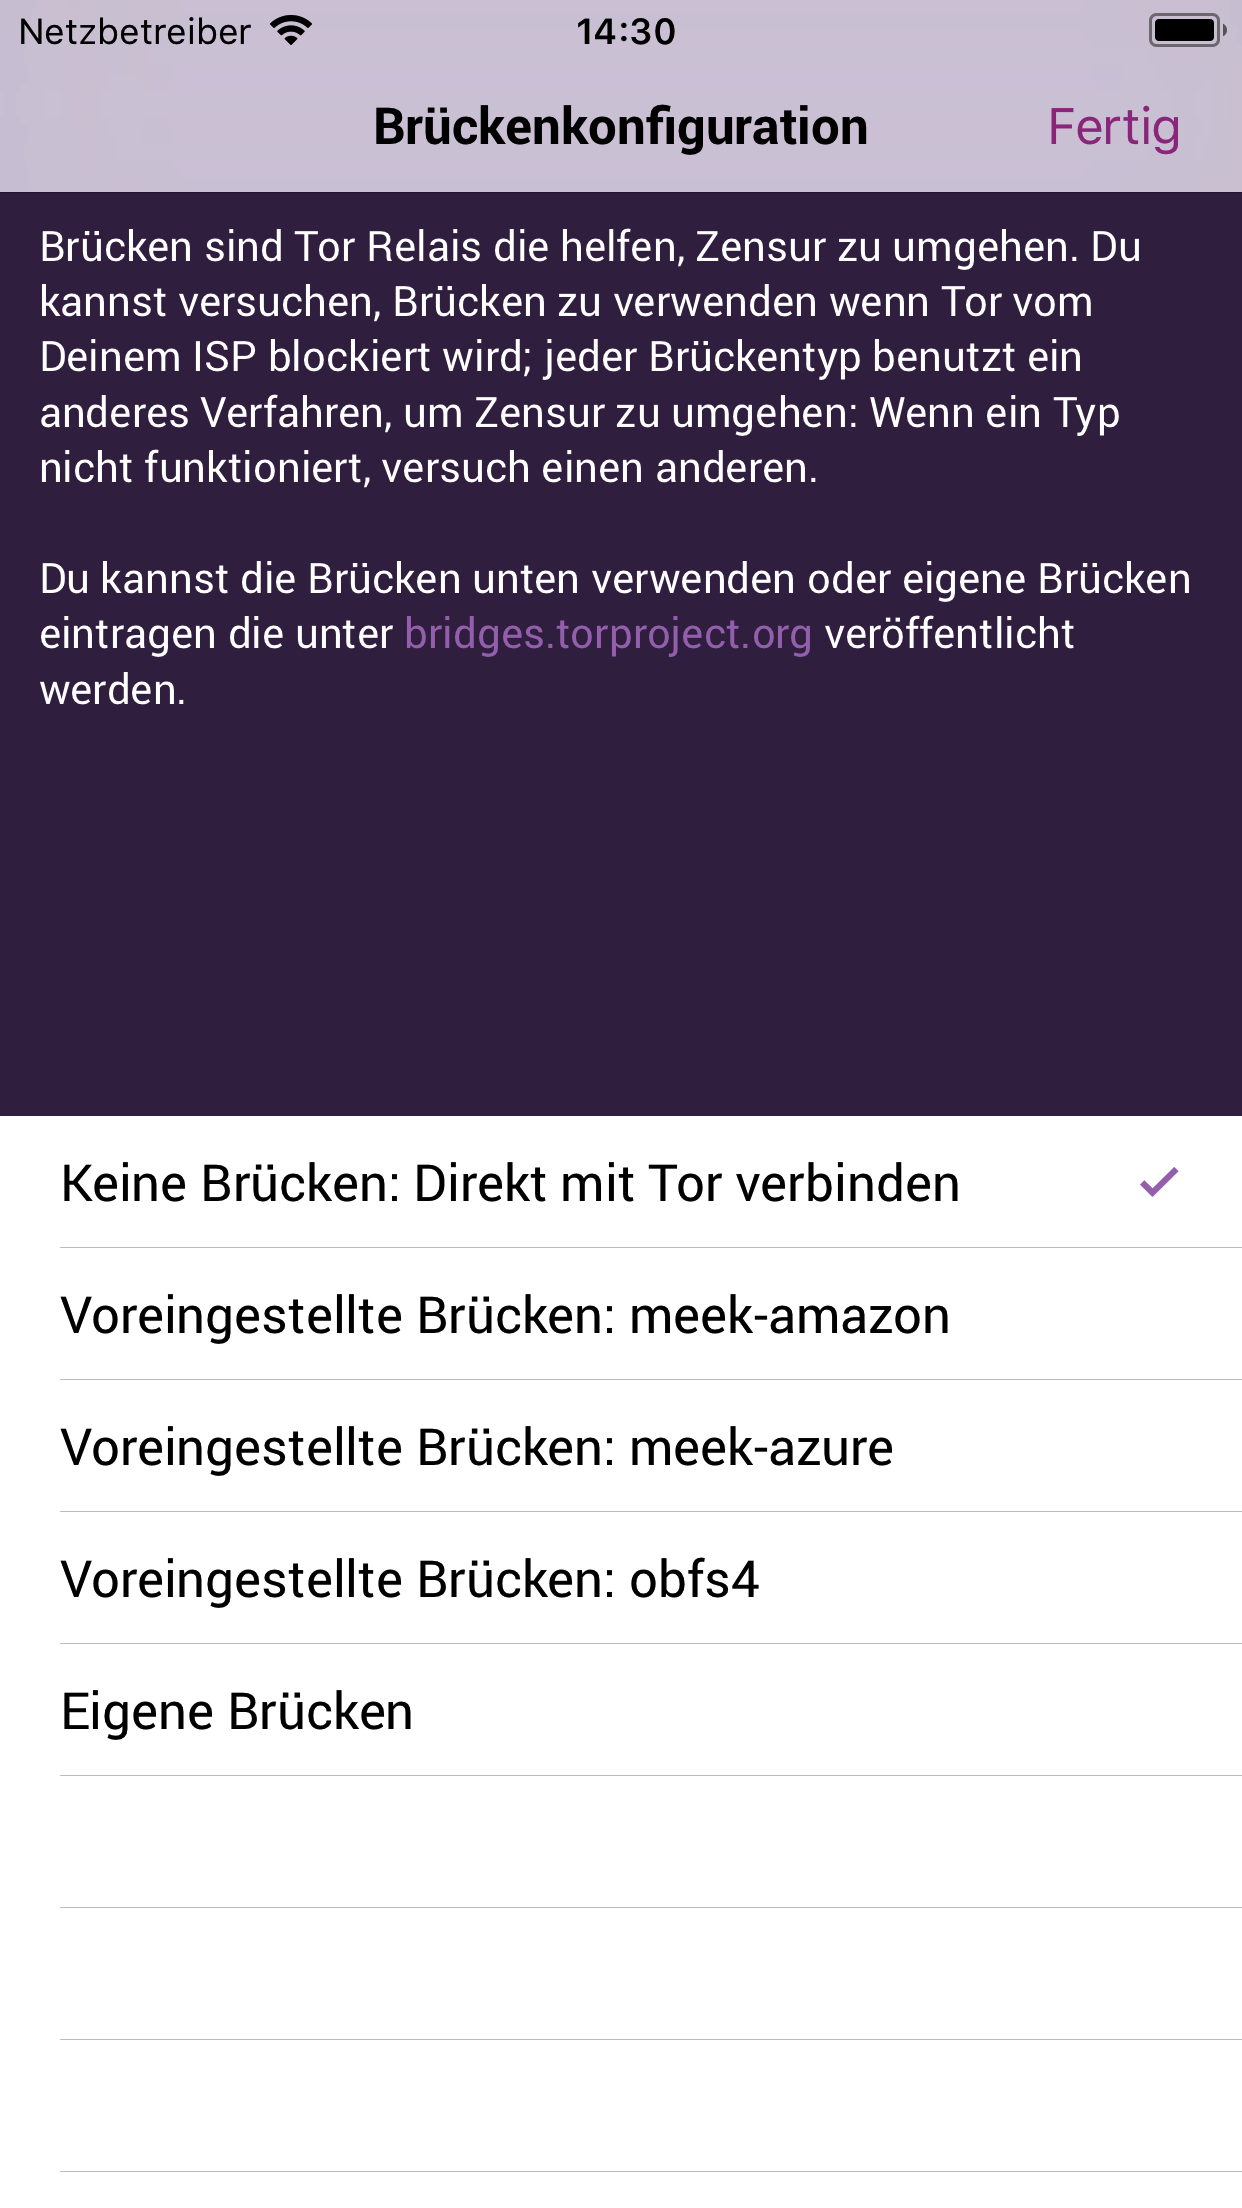 Netzbetreiber 14:30
Brückenkonfiguration Fertig
Brücken sind Tor Relais die helfen, Zensur zu umgehen. Du
kannst versuchen, Brücken zu verwenden wenn Tor vom
Deinem ISP blockiert wird; jeder Brückentyp benutzt ein
anderes Verfahren, um Zensur zu umgehen: Wenn ein Typ
nicht funktioniert, versuch einen anderen.
Du kannst die Brücken unten verwenden oder eigene Brücken
eintragen die unter bridges.torproject.org veröffentlicht
werden.
Keine Brücken: Direkt mit Tor verbinden
Voreingestellte Brücken: meek-amazon
Voreingestellte Brücken: meek-azure
Voreingestellte Brücken: obfs4
Eigene Brücken